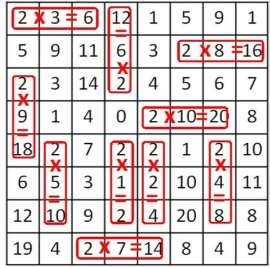 2 x 3 = 6 12 1 5 9 1
=
5 9 11 6 3 2 x 8 = 16
x
2 3 14 2 4 5 6 7
x
9 1 4 0 2 x 10 = 20 8
=
18 2 7 2 2 1 2 10
x x x x
6 5 3 1 2 10 4 11
= = = =
12 10 9 2 4 20 8 8
19 4 2 x 7 = 14 8 4 9